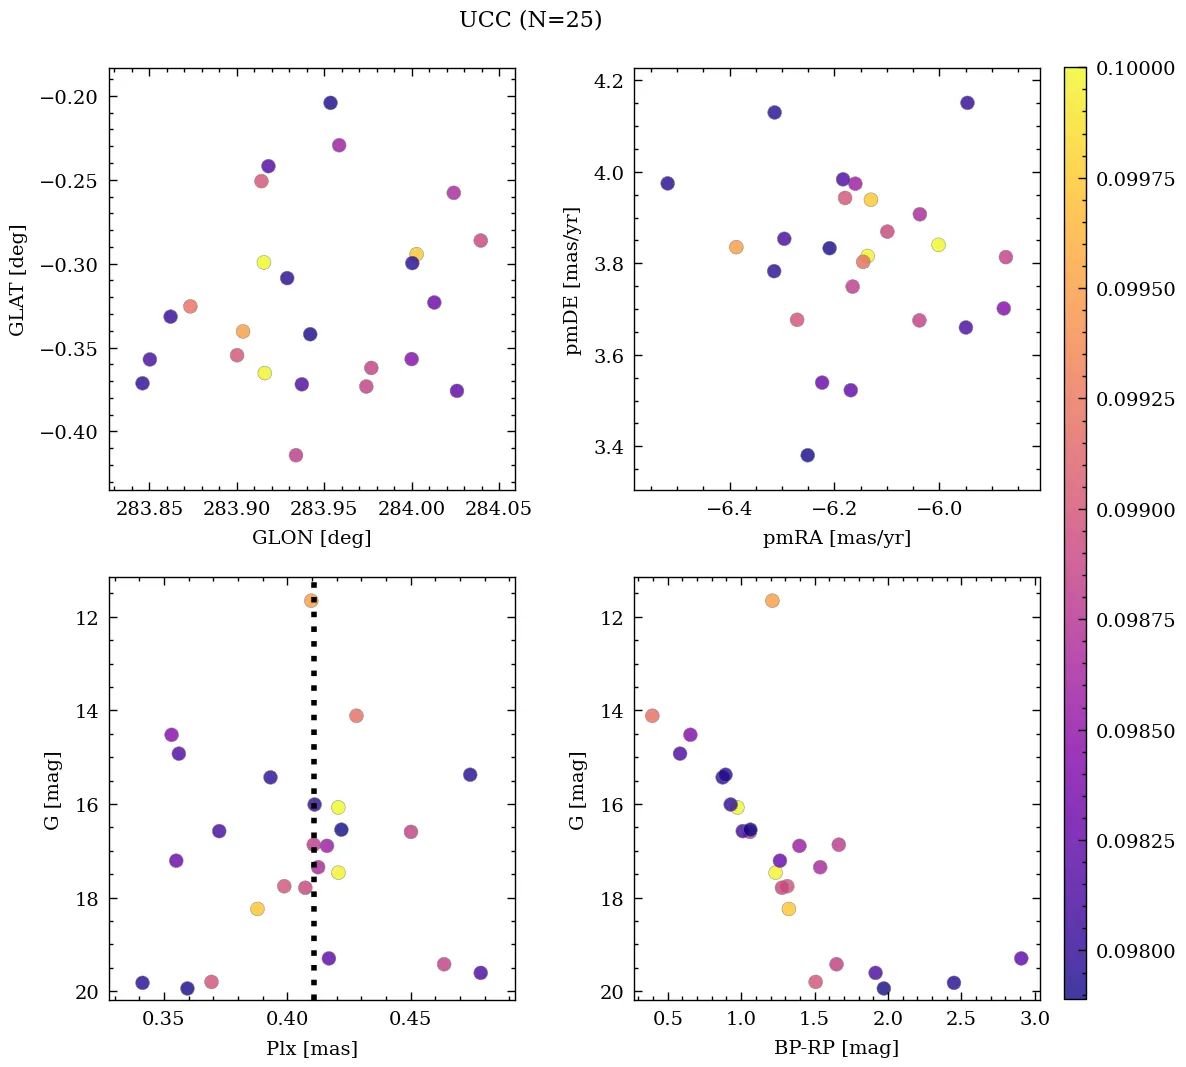 UCC (N=25)
−0.20
−0.25
−0.30
−0.35
−0.40
GLAT [deg]
283.85 283.90 283.95 284.00 284.05
GLON [deg]
4.2
4.0
3.8
3.6
3.4
pmDE [mas/yr]
−6.4 −6.2 −6.0
pmRA [mas/yr]
12
14
16
18
20
G [mag]
0.35 0.40 0.45
Plx [mas]
12
14
16
18
20
G [mag]
0.5 1.0 1.5 2.0 2.5 3.0
BP-RP [mag]
0.10000
0.09975
0.09950
0.09925
0.09900
0.09875
0.09850
0.09825
0.09800